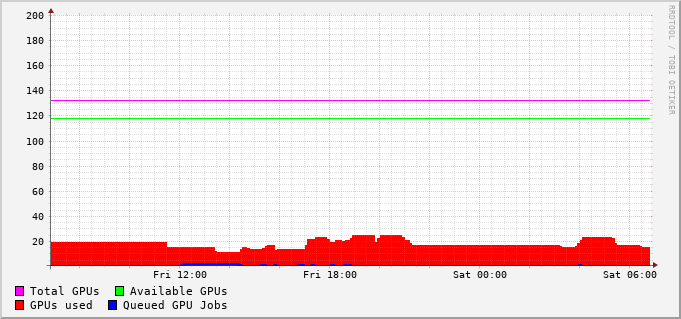 200
180
160
140
120
100
80
60
40
20
Fri 12:00 Fri 18:00 Sat 00:00 Sat 06:00
Total GPUs Available GPUs
GPUs used Queued GPU Jobs
RRDTOOL / TOBI OETIKER